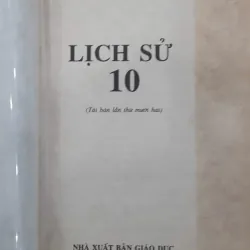 LỊCH SỬ
10
(Tái bản lần thứ mười hai)
NHÀ XUẤT BẢN GIÁO DỤC